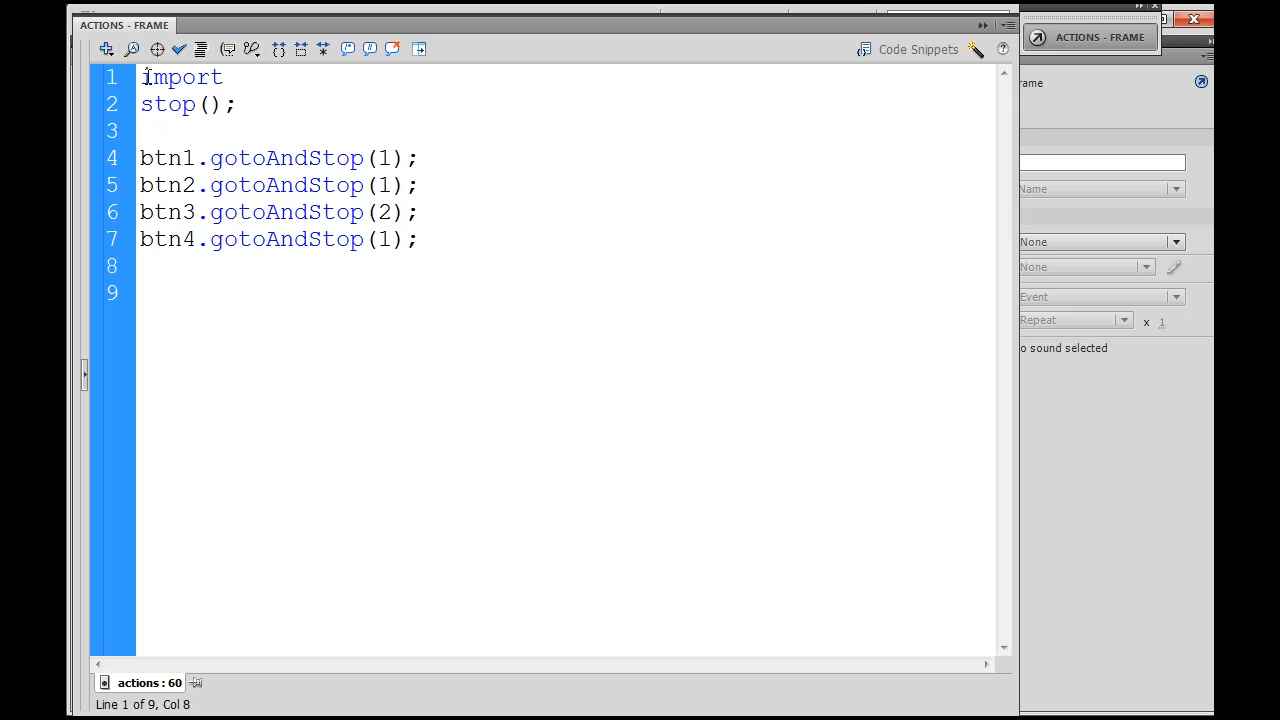 ACTIONS - FRAME
Code Snippets
1 import
2 stop();
3
4 btn1.gotoAndStop(1);
5 btn2.gotoAndStop(1);
6 btn3.gotoAndStop(2);
7 btn4.gotoAndStop(1);
8
9
actions : 60
Line 1 of 9, Col 8
ACTIONS - FRAME
rame
Name
None
None
Event
Repeat x 1
o sound selected